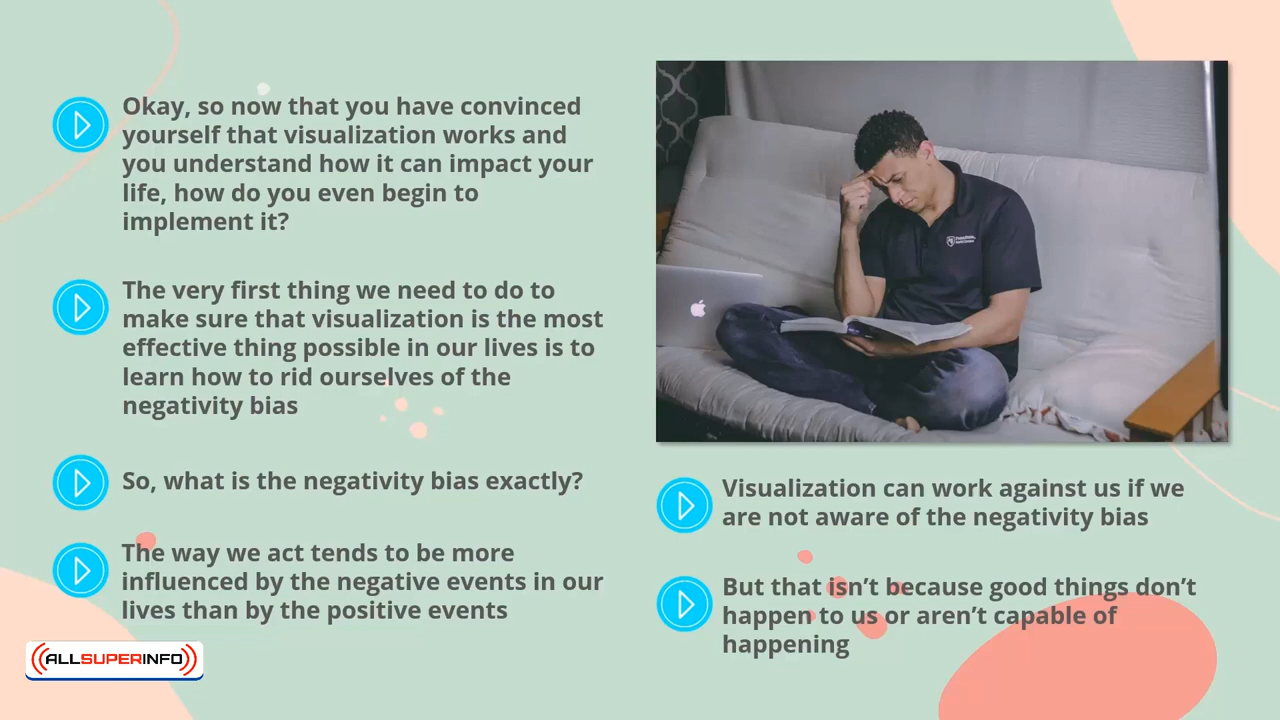 Okay, so now that you have convinced
yourself that visualization works and
you understand how it can impact your
life, how do you even begin to
implement it?
The very first thing we need to do to
make sure that visualization is the most
effective thing possible in our lives is to
learn how to rid ourselves of the
negativity bias
So, what is the negativity bias exactly?
The way we act tends to be more
influenced by the negative events in our
lives than by the positive events
Visualization can work against us if we
are not aware of the negativity bias
But that isn’t because good things don’t
happen to us or aren’t capable of
happening
ALLSUPERINFO